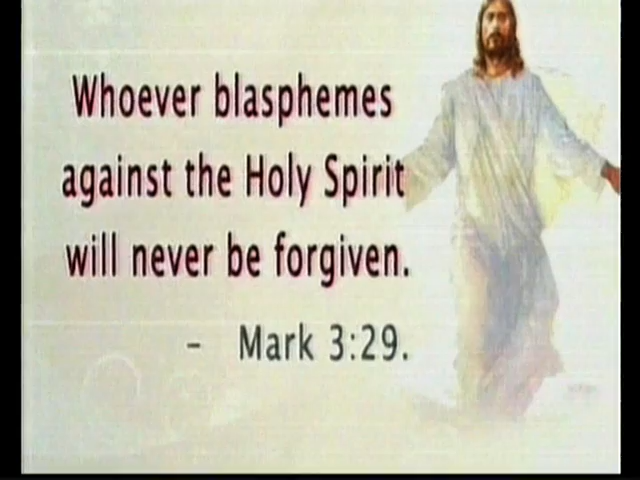 Whoever blasphemes
against the Holy Spirit
will never be forgiven.
- Mark 3:29.